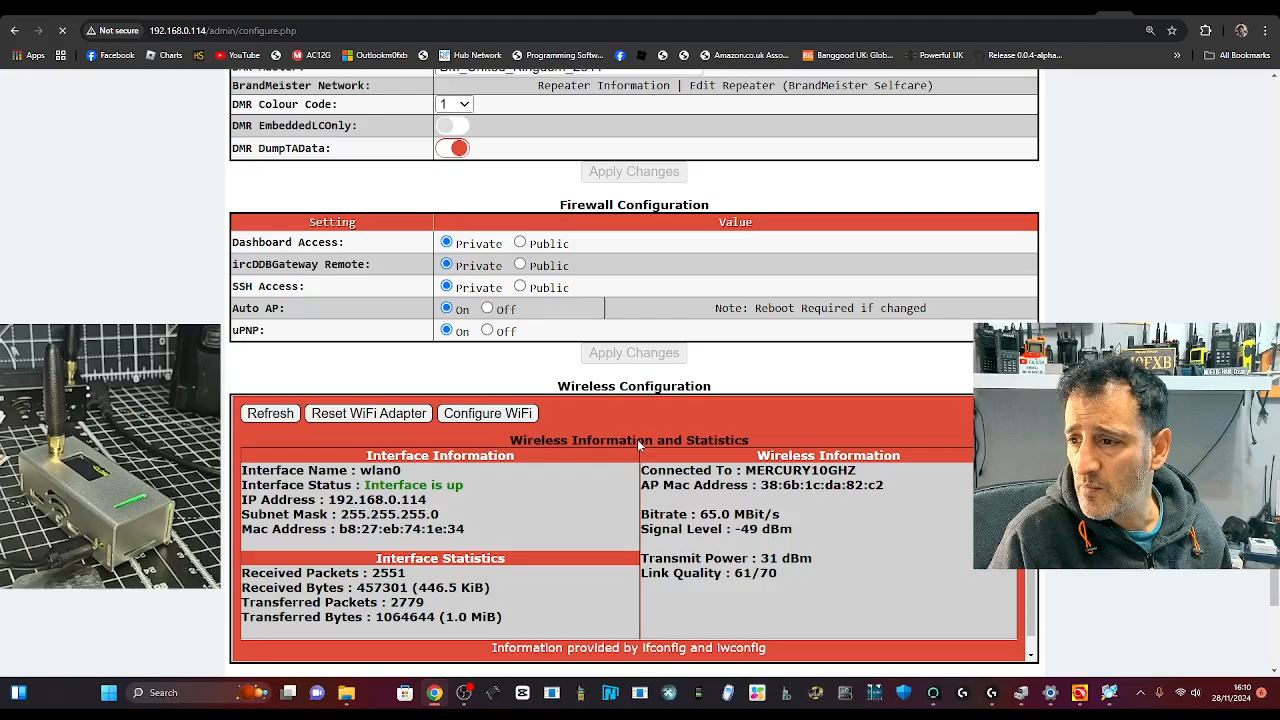 Not secure 192.168.0.114/admin/configure.php
Apps Facebook Charts HS YouTube MO AC12G Outlookm0fxb Hub Network Programming Softw... Amazon.co.uk Assoc... BG Banggood UK: Glob... Powerful UK Release 0.0.4-alpha... » All Bookmarks
BrandMeister Network: Repeater Information | Edit Repeater (BrandMeister Selfcare)
DMR Colour Code: 1
DMR EmbeddedLCOnly:
DMR DumpTAData:
Apply Changes
Firewall Configuration
Setting Value
Dashboard Access: Private Public
ircDDBGateway Remote: Private Public
SSH Access: Private Public
Auto AP: On Off Note: Reboot Required if changed
uPNP: On Off
Apply Changes
Wireless Configuration
Refresh Reset WiFi Adapter Configure WiFi
Wireless Information and Statistics
Interface Information Wireless Information
Interface Name : wlan0 Connected To : MERCURY10GHZ
Interface Status : Interface is up AP Mac Address : 38:6b:1c:da:82:c2
IP Address : 192.168.0.114
Subnet Mask : 255.255.255.0 Bitrate : 65.0 MBit/s
Mac Address : b8:27:eb:74:1e:34 Signal Level : -49 dBm
Interface Statistics Transmit Power : 31 dBm
Received Packets : 2551 Link Quality : 61/70
Received Bytes : 457301 (446.5 KiB)
Transferred Packets : 2779
Transferred Bytes : 1064644 (1.0 MiB)
Information provided by ifconfig and iwconfig
Search
16:10
28/11/2024